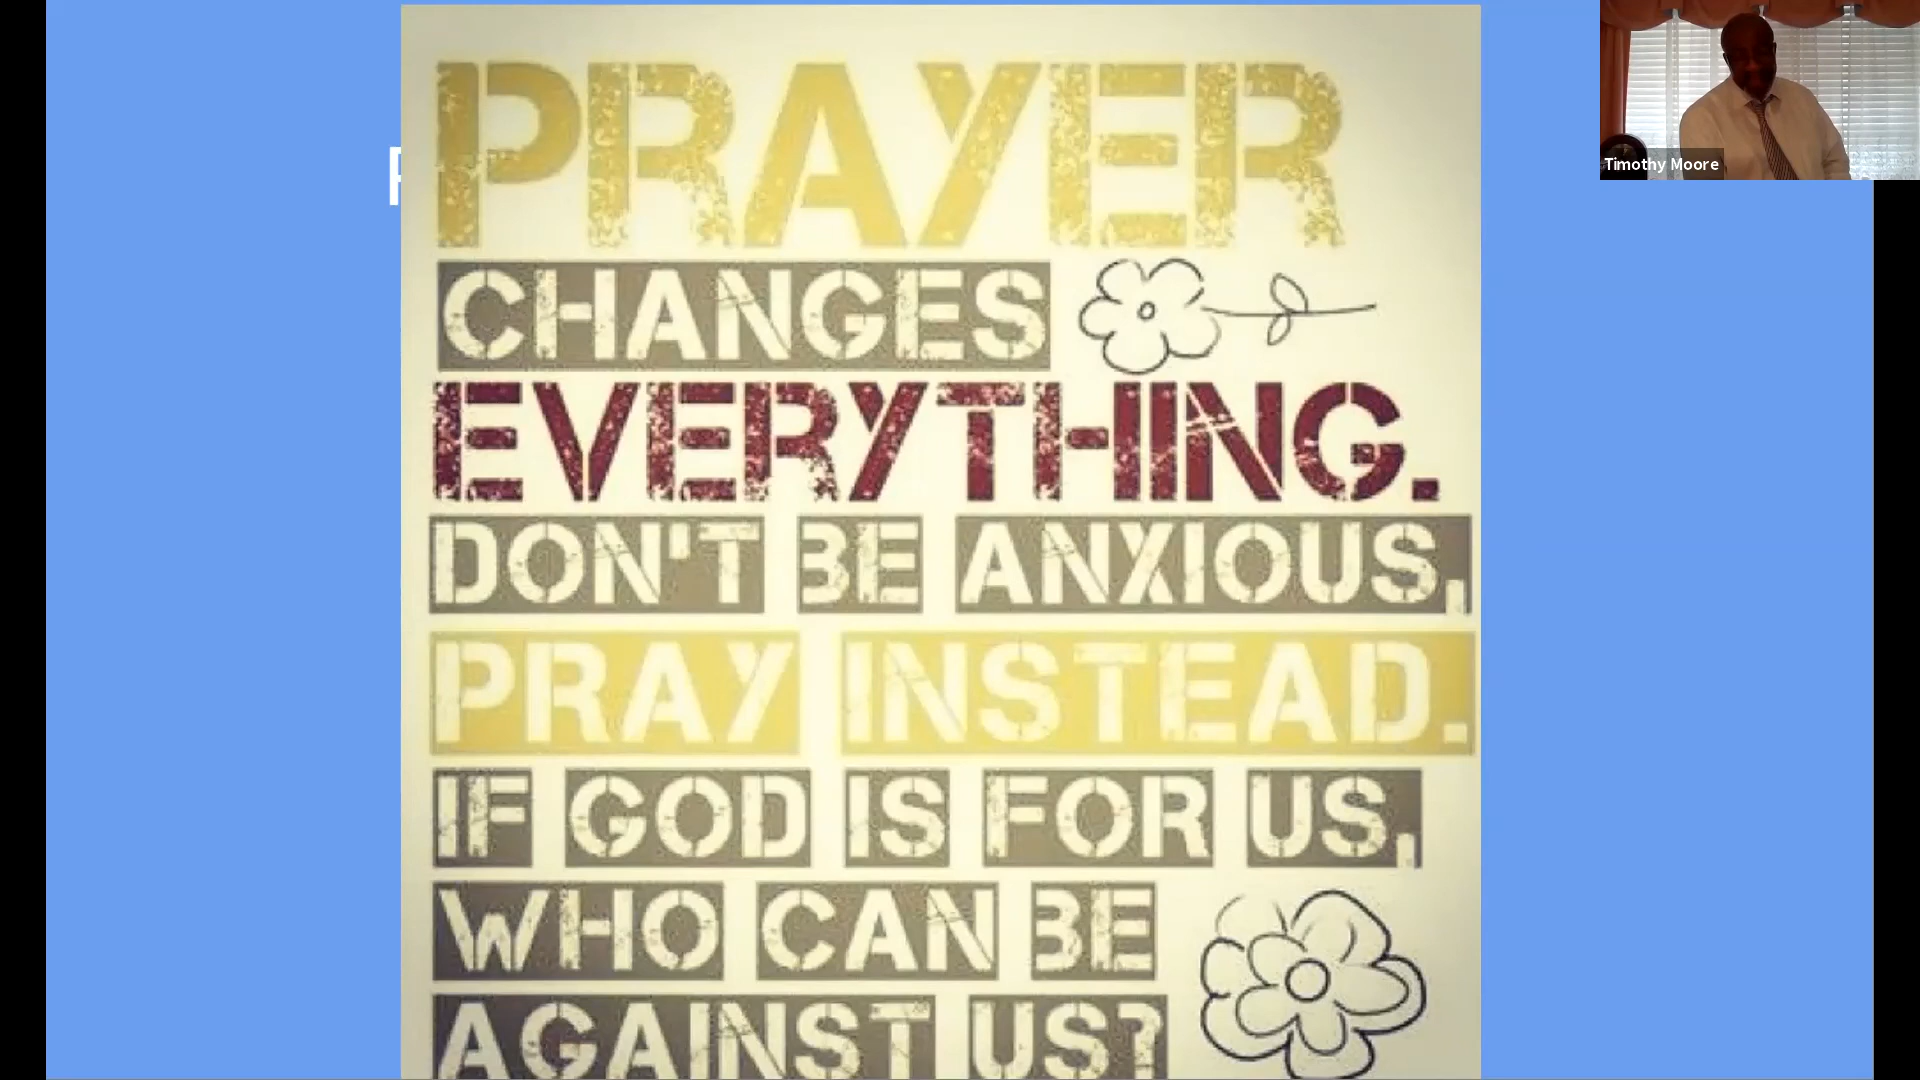 PRAYER
CHANGES
EVERYTHING.
DON'T BE ANXIOUS,
PRAY INSTEAD.
IF GOD IS FOR US,
WHO CAN BE
AGAINST US?
Timothy Moore